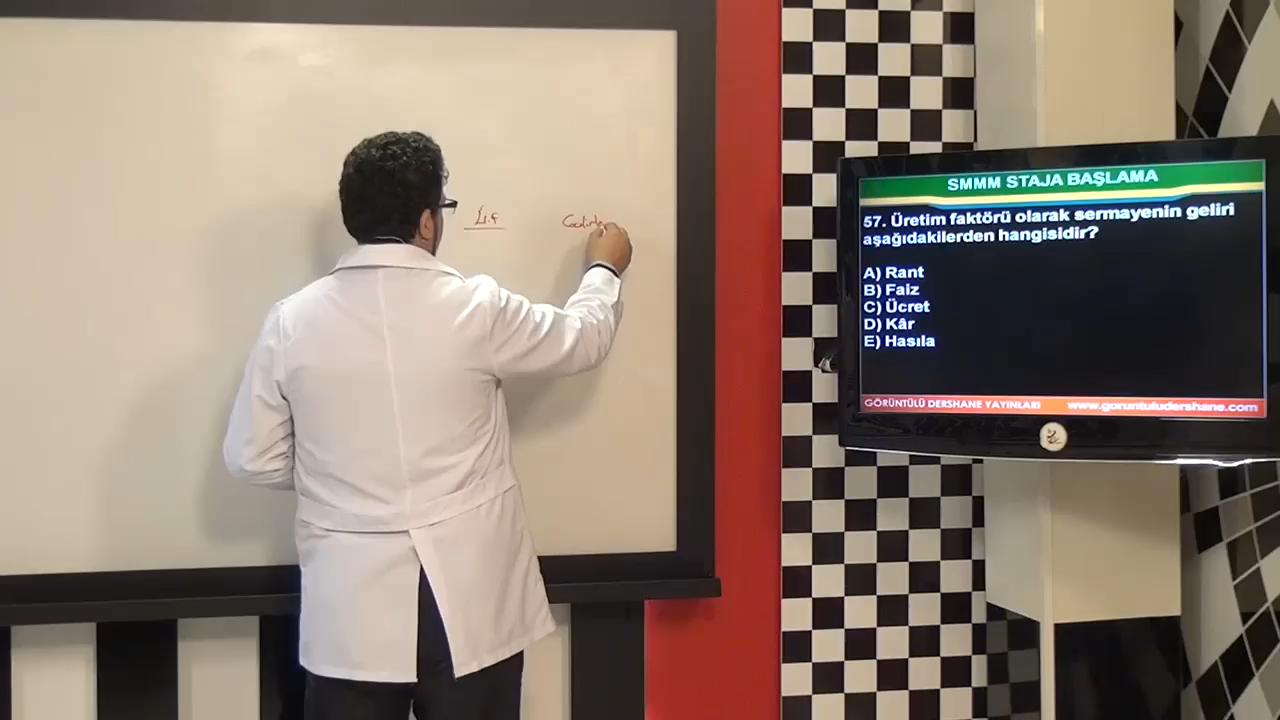 Ü.F
Gelirle
SMMM STAJA BAŞLAMA
57. Üretim faktörü olarak sermayenin geliri
aşağıdakilerden hangisidir?
A) Rant
B) Faiz
C) Ücret
D) Kâr
E) Hasıla
GÖRÜNTÜLÜ DERSHANE YAYINLARI www.goruntuludershane.com